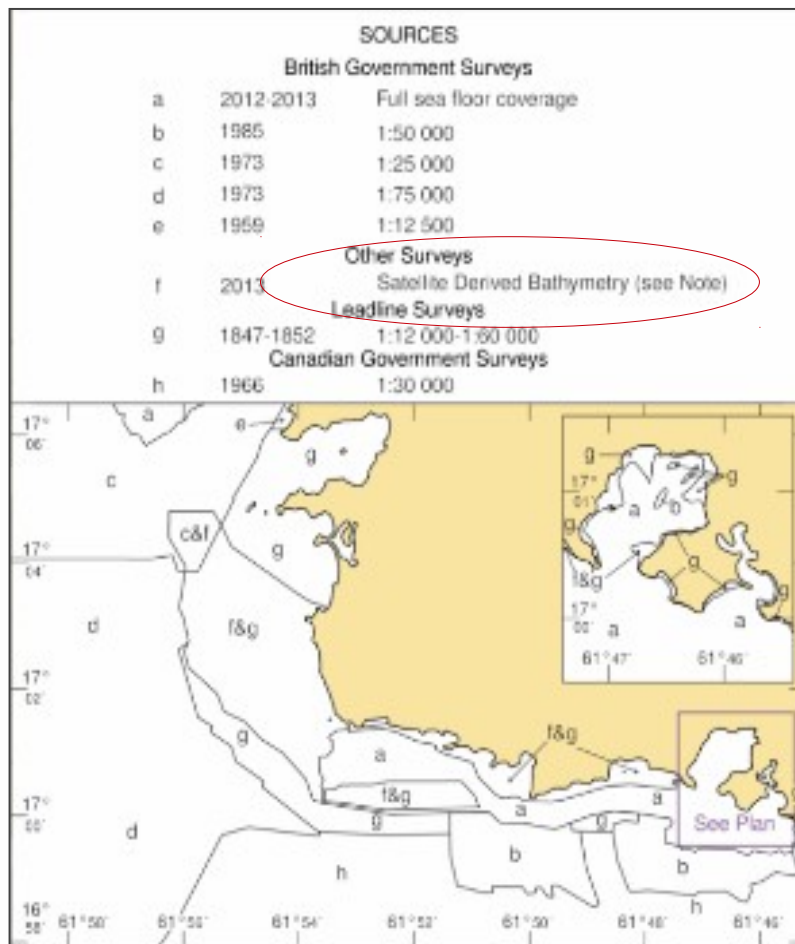 SOURCES
British Government Surveys
a 2012-2013 Full sea floor coverage
b 1985 1:50 000
c 1973 1:25 000
d 1973 1:75 000
e 1959 1:12 500
Other Surveys
f 2013 Satellite Derived Bathymetry (see Note)
Leadline Surveys
g 1847-1852 1:12 000-1:60 000
Canadian Government Surveys
h 1966 1:30 000
a
17°
06´
e
g
c
c&f
g
17°
04´
d
f&g
17°
02´
g
a
f&g
f&g
g
a
g
a
17°
00´
d
h
b
b
h
See Plan
16°
58´
61°58´ 61°56´ 61°54´ 61°52´ 61°50´ 61°48´ 61°46´
g
g
17°
01´
a
b
g
f&g
g
g
17°
00´
a
a
61°47´ 61°46´